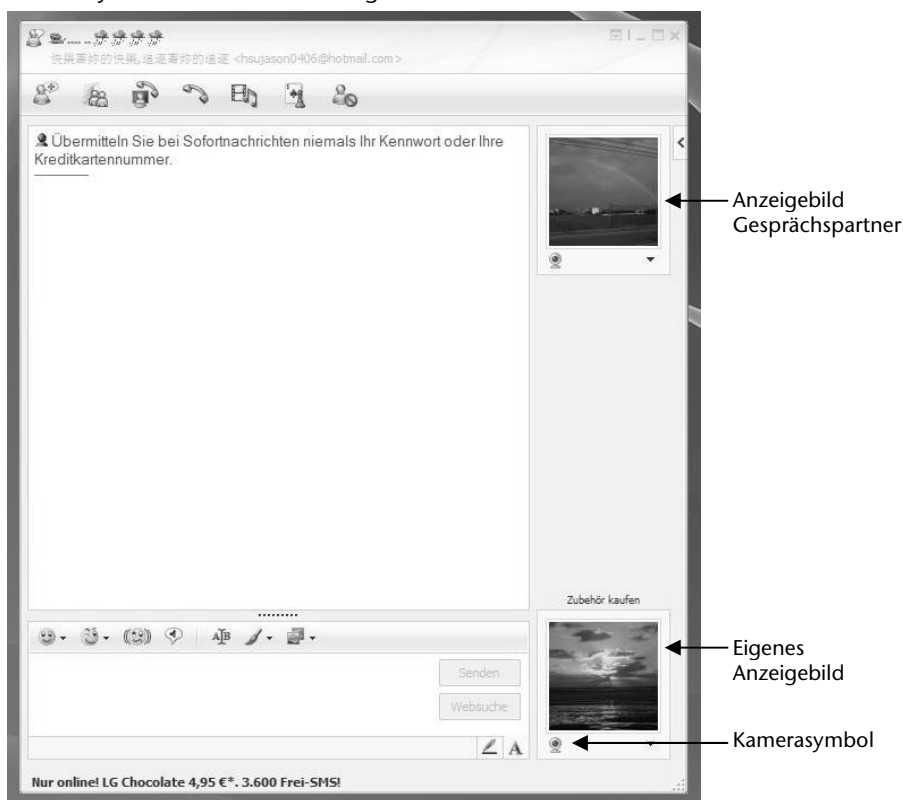 快樂著妳的快樂,追逐著妳的追逐 <hsujason0406@hotmail.com>
Übermitteln Sie bei Sofortnachrichten niemals Ihr Kennwort oder Ihre
Kreditkartennummer.
Anzeigebild
Gesprächspartner
Zubehör kaufen
Eigenes
Anzeigebild
Senden
Websuche
Kamerasymbol
Nur online! LG Chocolate 4,95 €*. 3.600 Frei-SMS!